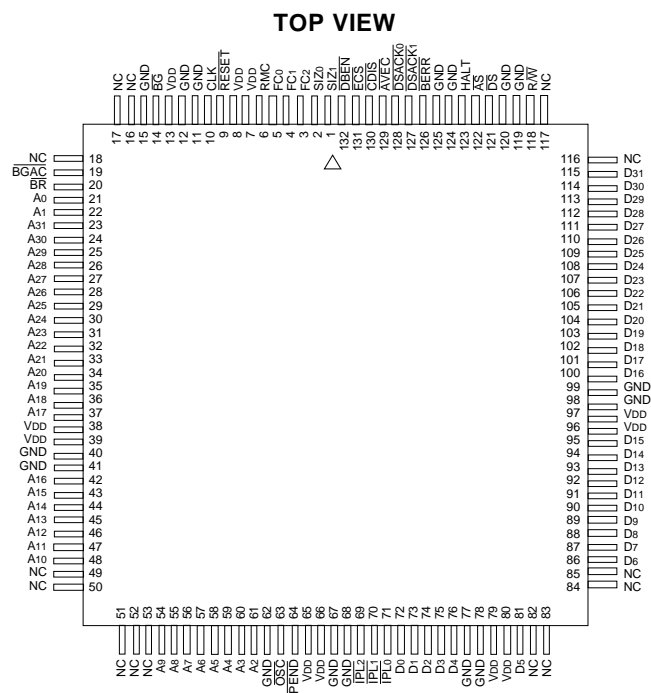 TOP VIEW
NC NC GND BG VDD GND GND CLK RESET VDD VDD RMC FC0 FC1 FC2 SIZ0 SIZ1 DBEN ECS CDIS AVEC DSACK0 DSACK1 BERR GND GND HALT AS DS GND GND R/W NC
17 16 15 14 13 12 11 10 9 8 7 6 5 4 3 2 1 132 131 130 129 128 127 126 125 124 123 122 121 120 119 118 117
NC 18
BGAC 19
BR 20
A0 21
A1 22
A31 23
A30 24
A29 25
A28 26
A27 27
A26 28
A25 29
A24 30
A23 31
A22 32
A21 33
A20 34
A19 35
A18 36
A17 37
VDD 38
VDD 39
GND 40
GND 41
A16 42
A15 43
A14 44
A13 45
A12 46
A11 47
A10 48
NC 49
NC 50
116 NC
115 D31
114 D30
113 D29
112 D28
111 D27
110 D26
109 D25
108 D24
107 D23
106 D22
105 D21
104 D20
103 D19
102 D18
101 D17
100 D16
99 GND
98 GND
97 VDD
96 VDD
95 D15
94 D14
93 D13
92 D12
91 D11
90 D10
89 D9
88 D8
87 D7
86 D6
85 NC
84 NC
51 52 53 54 55 56 57 58 59 60 61 62 63 64 65 66 67 68 69 70 71 72 73 74 75 76 77 78 79 80 81 82 83
NC NC NC A9 A8 A7 A6 A5 A4 A3 A2 GND OSC PEND VDD VDD GND GND IPL2 IPL1 IPL0 D0 D1 D2 D3 D4 GND GND VDD VDD D5 NC NC